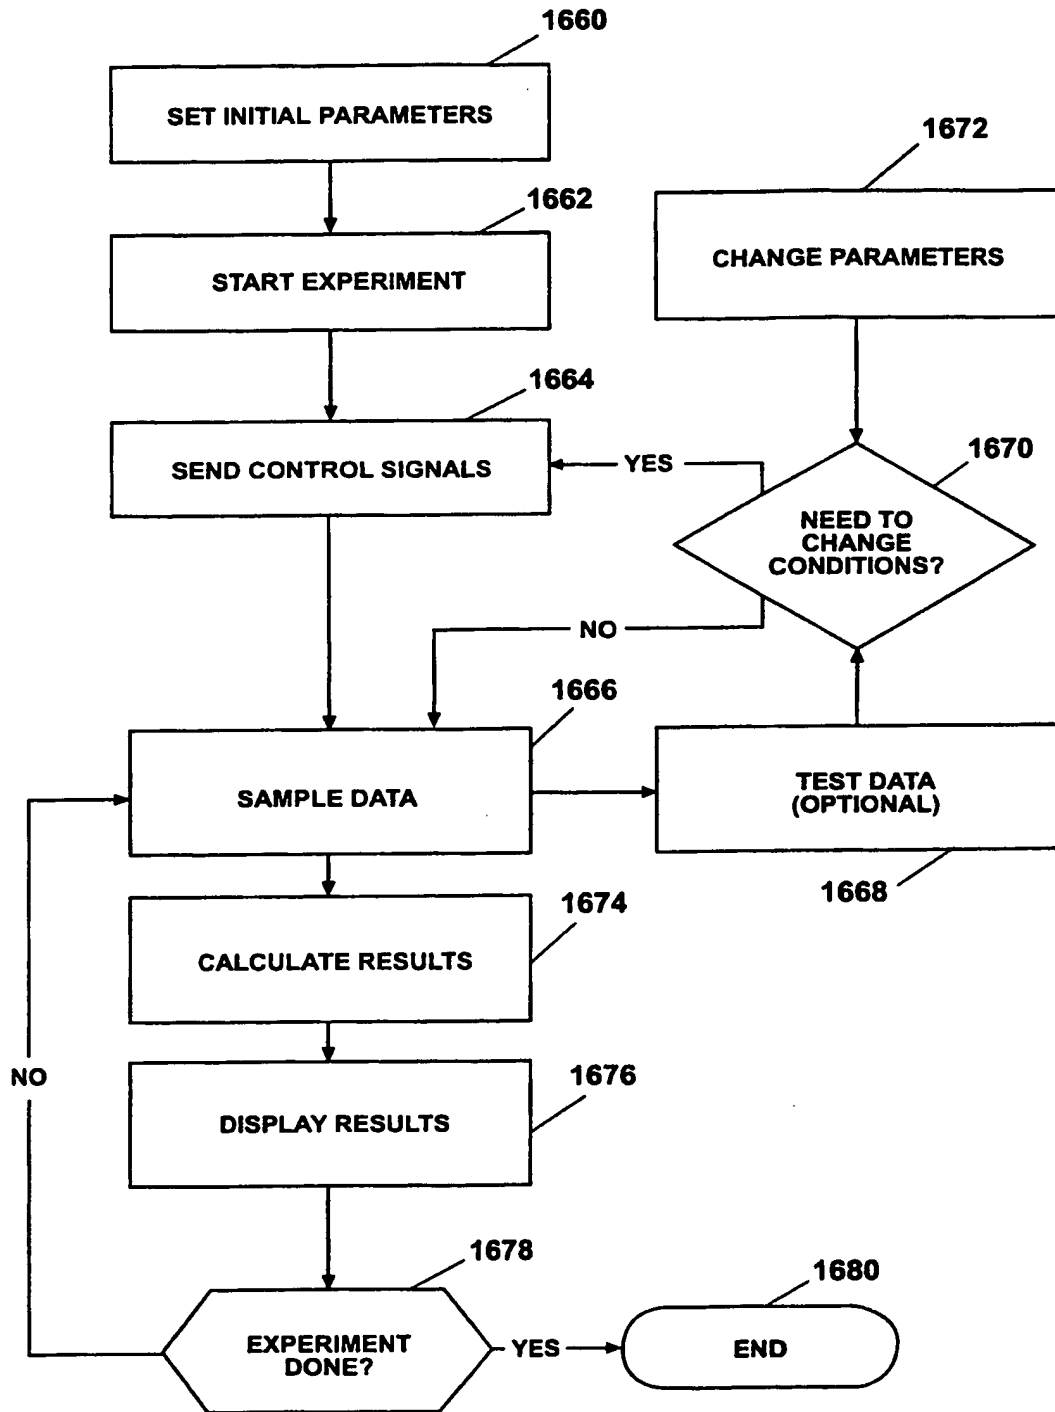 1660
SET INITIAL PARAMETERS
1672
1662
START EXPERIMENT
CHANGE PARAMETERS
1664
SEND CONTROL SIGNALS
YES
1670
NEED TO
CHANGE
CONDITIONS?
NO
1666
SAMPLE DATA
TEST DATA
(OPTIONAL)
1668
1674
CALCULATE RESULTS
NO
1676
DISPLAY RESULTS
1678
EXPERIMENT
DONE?
YES
1680
END